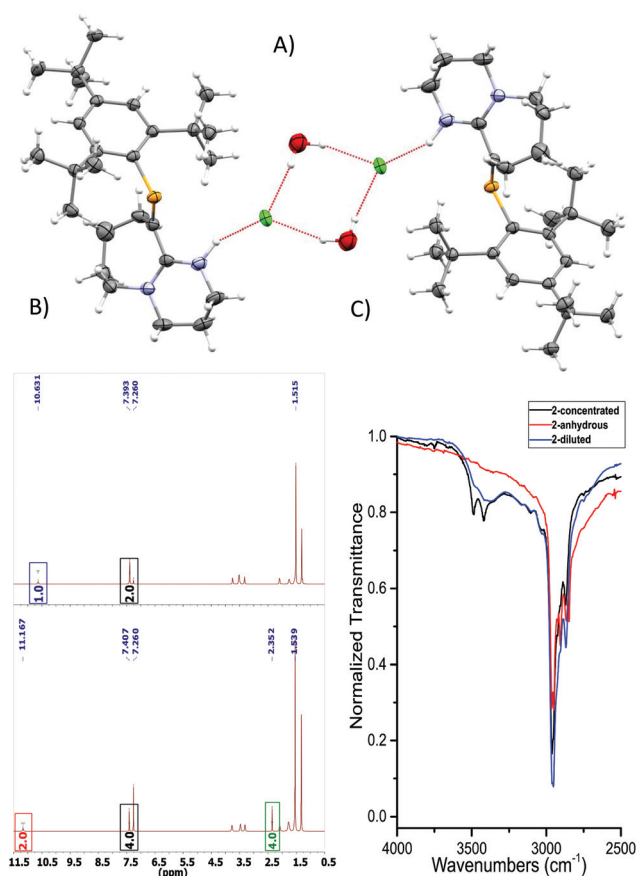 A)
B)
C)
10.631
7.393
7.260
1.515
1.0
2.0
11.167
7.407
7.260
2.352
1.539
2.0
4.0
4.0
11.5 10.5 9.5 8.5 7.5 6.5 5.5 4.5 3.5 2.5 1.5 0.5
(ppm)
2-concentrated
2-anhydrous
2-diluted
Normalized Transmittance
1.0
0.8
0.6
0.4
0.2
0.0
4000 3500 3000 2500
Wavenumbers (cm-1)